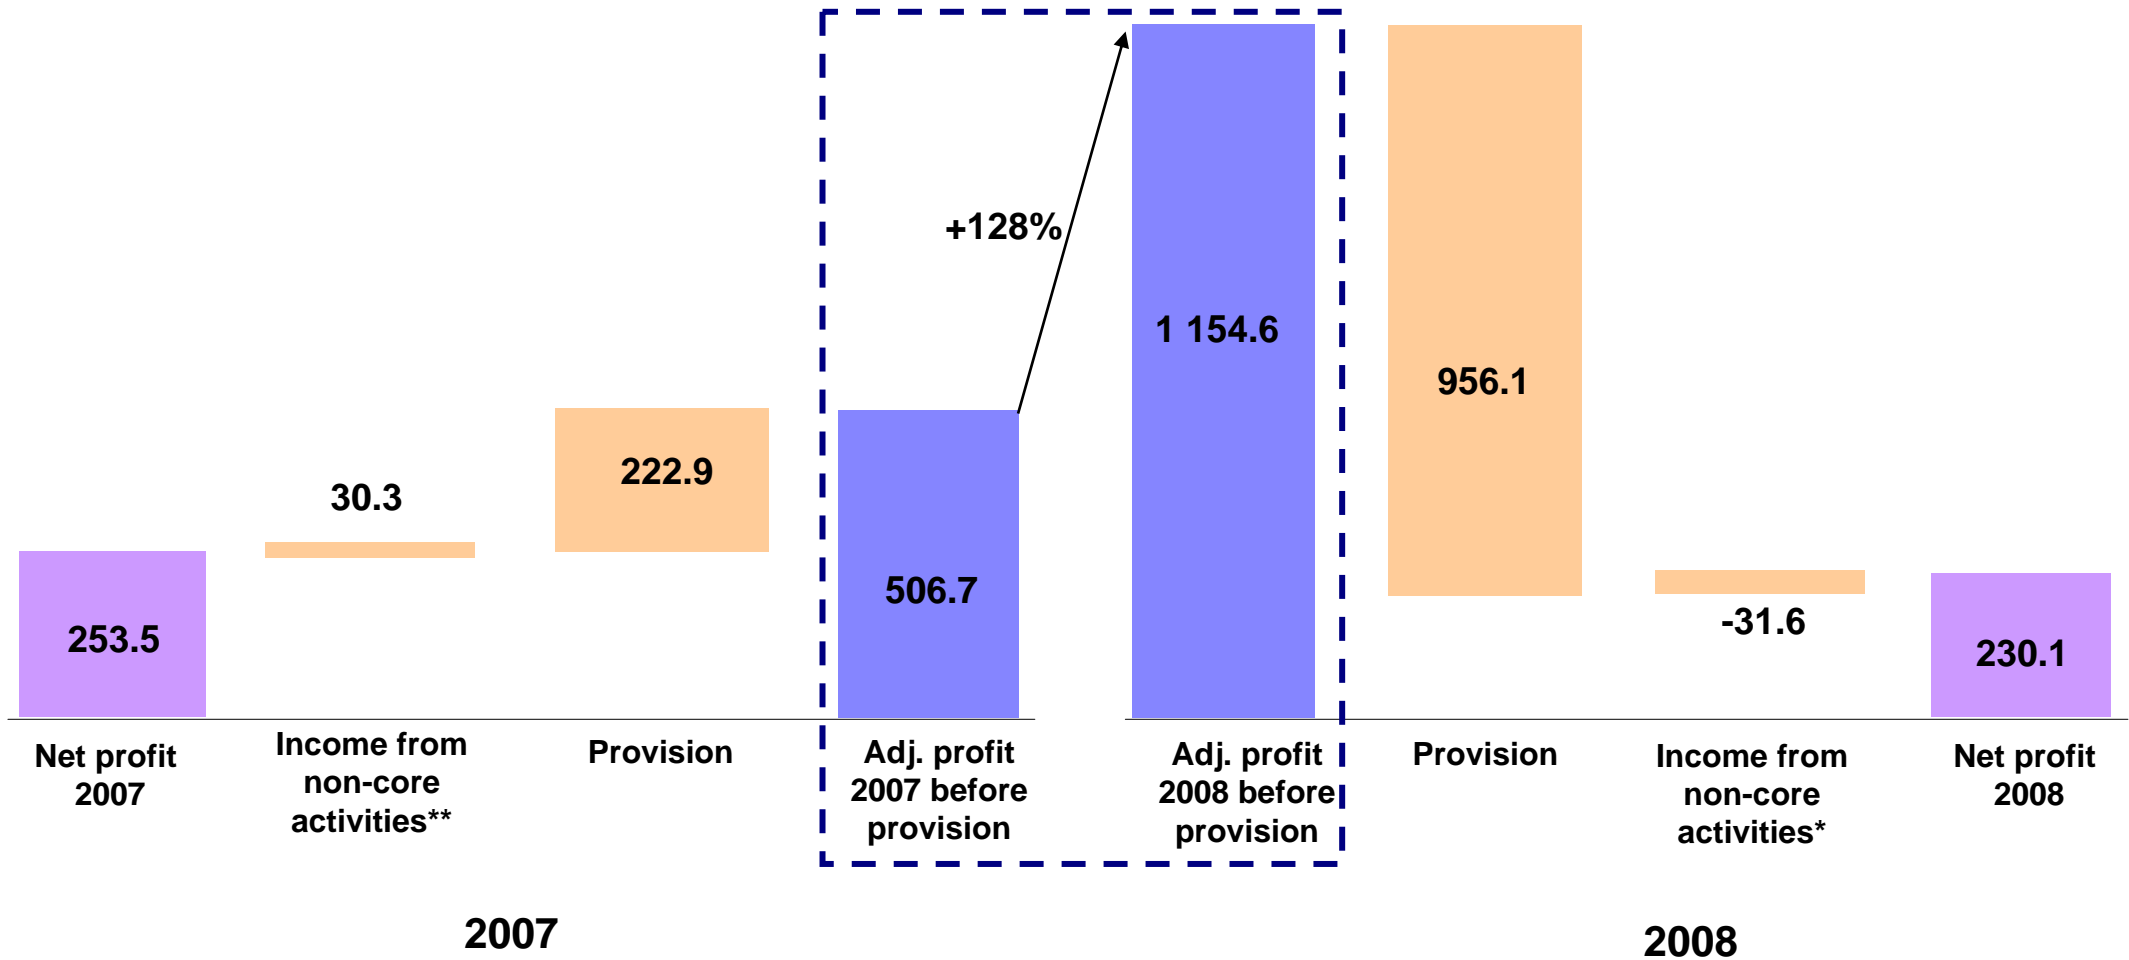 +128%
1 154.6
956.1
30.3
222.9
506.7
253.5
-31.6
230.1
Net profit
2007
Income from
non-core
activities**
Provision
Adj. profit
2007 before
provision
Adj. profit
2008 before
provision
Provision
Income from
non-core
activities*
Net profit
2008
2007
2008